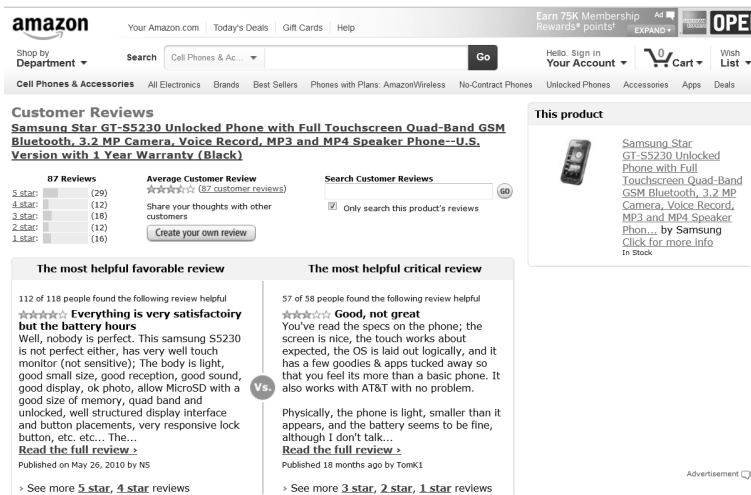 amazon
Your Amazon.com Today's Deals Gift Cards Help
Earn 75K Membership
Rewards® points†
Ad
EXPAND ▾
OPE
Shop by
Department
Search Cell Phones & Ac... Go
Hello. Sign in
Your Account
0
Cart
Wish
List
Cell Phones & Accessories All Electronics Brands Best Sellers Phones with Plans: AmazonWireless No-Contract Phones Unlocked Phones Accessories Apps Deals
Customer Reviews
Samsung Star GT-S5230 Unlocked Phone with Full Touchscreen Quad-Band GSM
Bluetooth, 3.2 MP Camera, Voice Record, MP3 and MP4 Speaker Phone--U.S.
Version with 1 Year Warranty (Black)
87 Reviews
5 star: (29)
4 star: (12)
3 star: (18)
2 star: (12)
1 star: (16)
Average Customer Review
(87 customer reviews)
Share your thoughts with other
customers
Create your own review
Search Customer Reviews
GO
Only search this product's reviews
This product
Samsung Star
GT-S5230 Unlocked
Phone with Full
Touchscreen Quad-Band
GSM Bluetooth, 3.2 MP
Camera, Voice Record,
MP3 and MP4 Speaker
Phon... by Samsung
Click for more info
In Stock
The most helpful favorable review
112 of 118 people found the following review helpful
Everything is very satisfactoiry
but the battery hours
Well, nobody is perfect. This samsung S5230
is not perfect either, has very well touch
monitor (not sensitive); The body is light,
good small size, good reception, good sound,
good display, ok photo, allow MicroSD with a
good size of memory, quad band and
unlocked, well structured display interface
and button placements, very responsive lock
button, etc. etc... The...
Read the full review ›
Published on May 26, 2010 by NS
› See more 5 star, 4 star reviews
Vs.
The most helpful critical review
57 of 58 people found the following review helpful
Good, not great
You've read the specs on the phone; the
screen is nice, the touch works about
expected, the OS is laid out logically, and it
has a few goodies & apps tucked away so
that you feel its more than a basic phone. It
also works with AT&T with no problem.
Physically, the phone is light, smaller than it
appears, and the battery seems to be fine,
although I don't talk...
Read the full review ›
Published 18 months ago by TomK1
› See more 3 star, 2 star, 1 star reviews
Advertisement